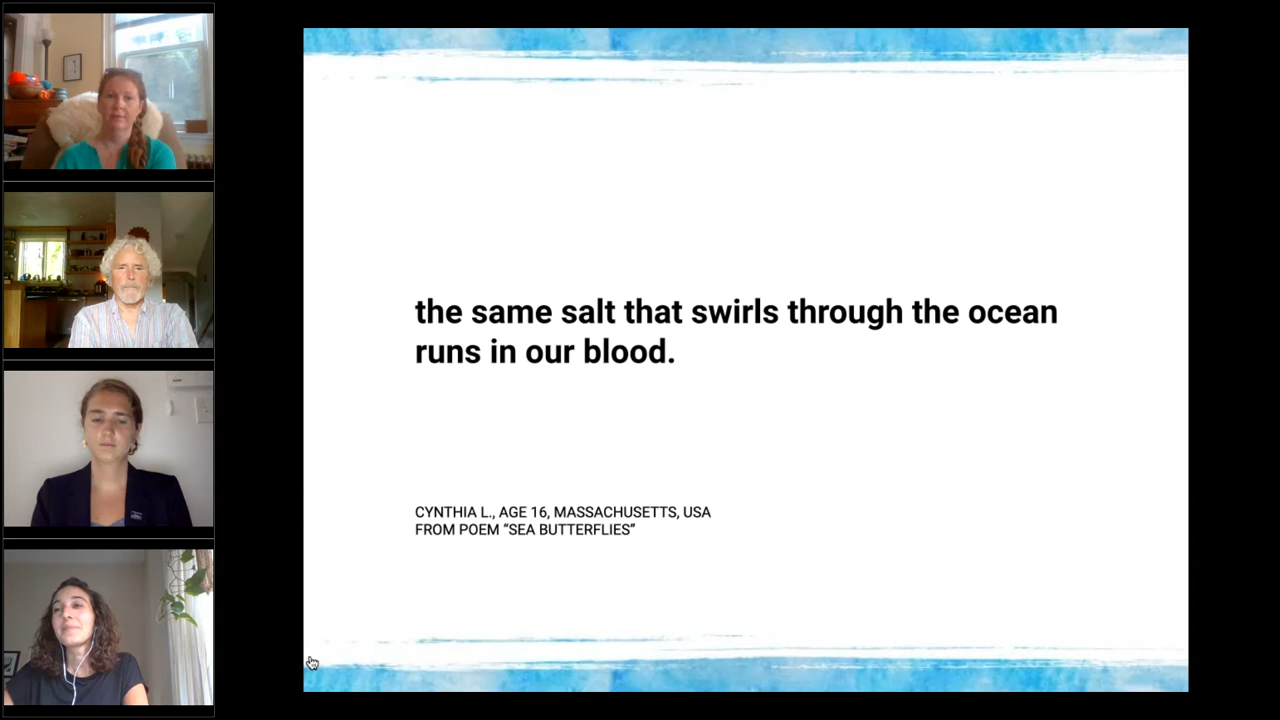 the same salt that swirls through the ocean
runs in our blood.
CYNTHIA L., AGE 16, MASSACHUSETTS, USA
FROM POEM “SEA BUTTERFLIES”